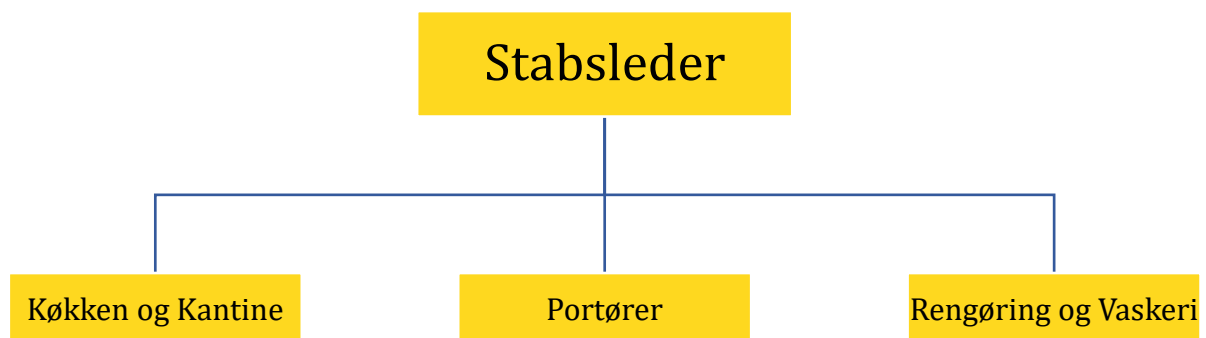 Stabsleder
Køkken og Kantine
Portører
Rengøring og Vaskeri